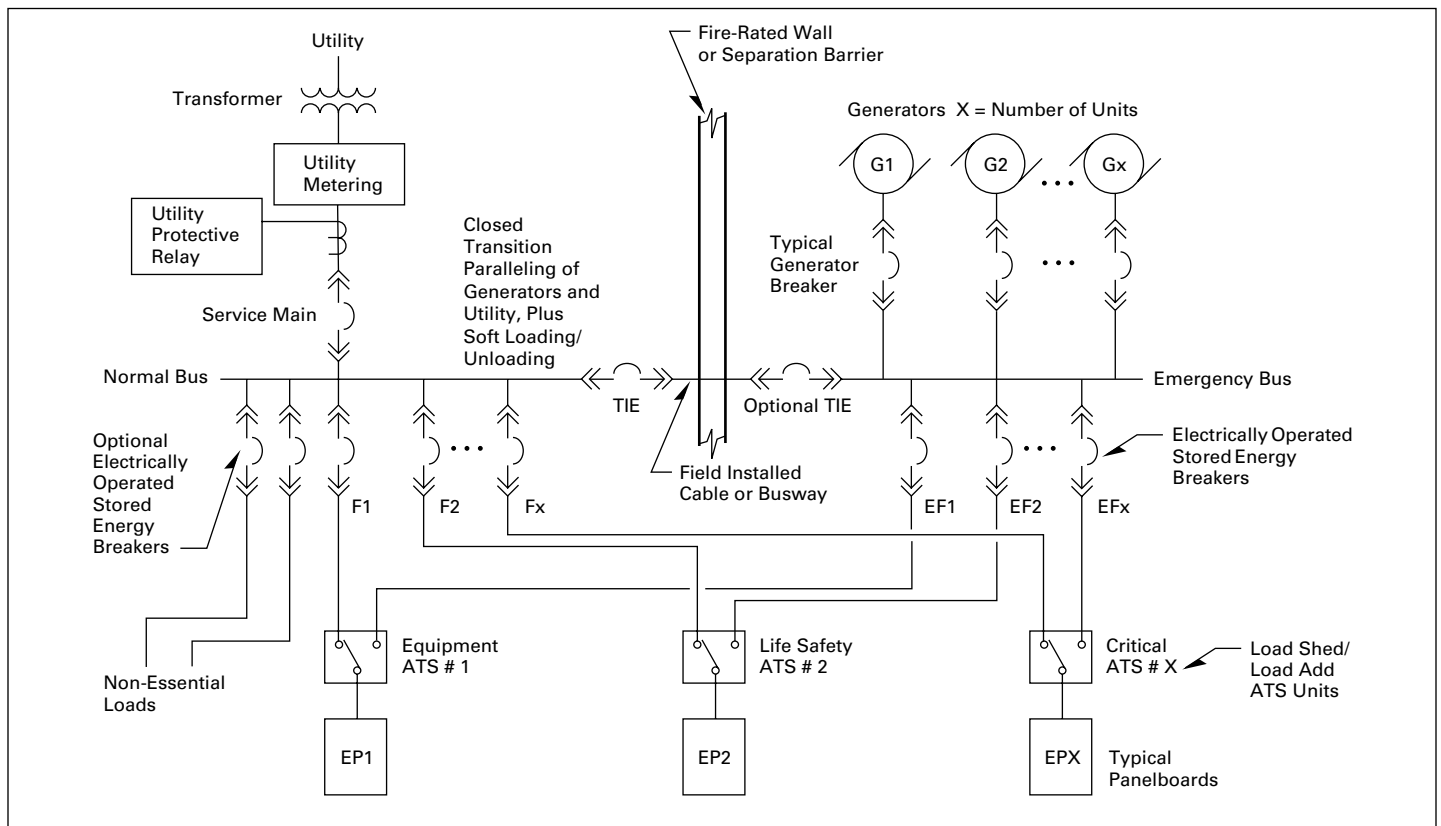 Utility
Transformer
Utility
Metering
Utility
Protective
Relay
Service Main
Normal Bus
Closed
Transition
Paralleling of
Generators and
Utility, Plus
Soft Loading/
Unloading
Fire-Rated Wall
or Separation Barrier
Generators X = Number of Units
G1
G2
Gx
Typical
Generator
Breaker
TIE
Optional TIE
Emergency Bus
Optional
Electrically
Operated
Stored
Energy
Breakers
F1
F2
Fx
Field Installed
Cable or Busway
EF1
EF2
EFx
Electrically Operated
Stored Energy
Breakers
Non-Essential
Loads
Equipment
ATS # 1
Life Safety
ATS # 2
Critical
ATS # X
Load Shed/
Load Add
ATS Units
EP1
EP2
EPX
Typical
Panelboards